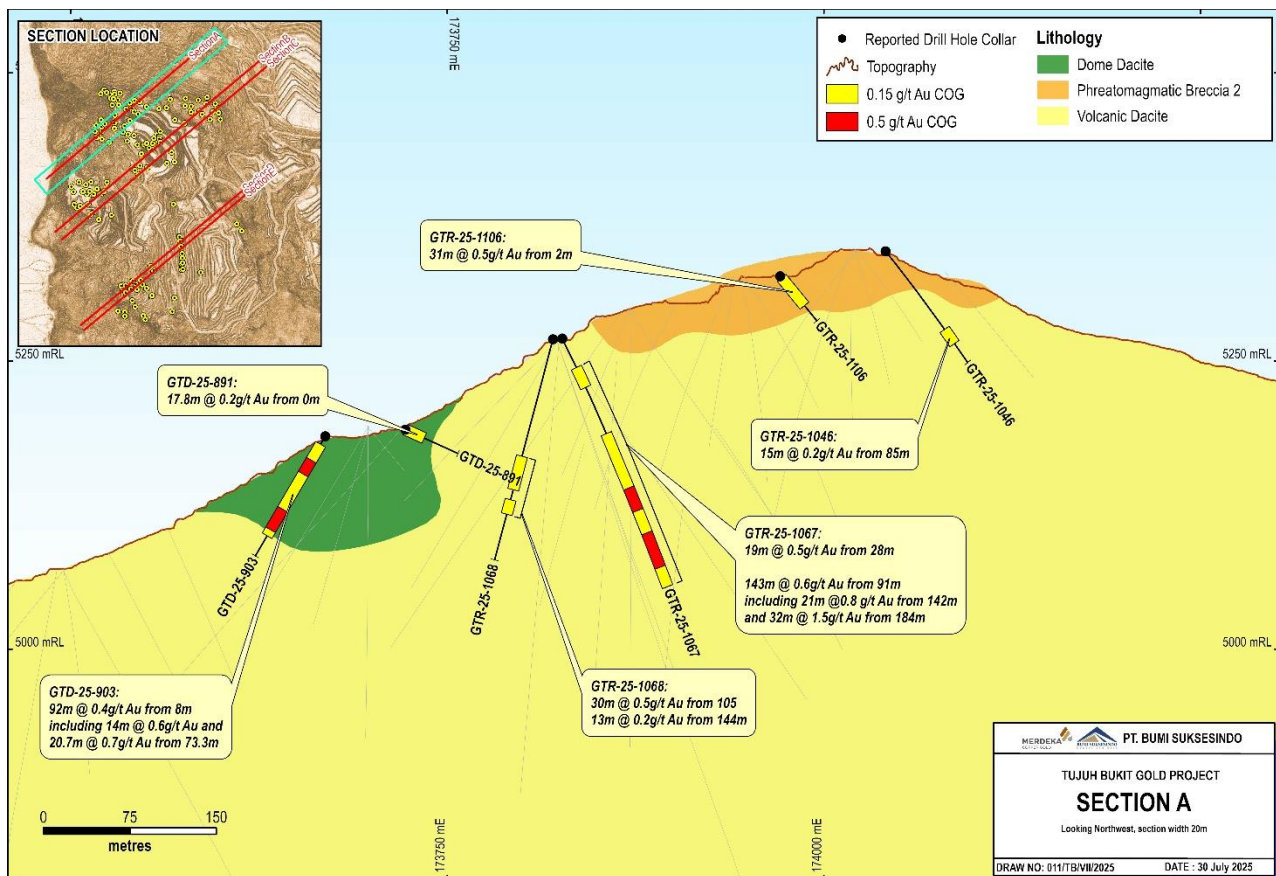 SECTION LOCATION
SectionA
SectionB
SectionC
SectionE
173750 mE
Reported Drill Hole Collar
Topography
0.15 g/t Au COG
0.5 g/t Au COG
Lithology
Dome Dacite
Phreatomagmatic Breccia 2
Volcanic Dacite
GTR-25-1106:
31m @ 0.5g/t Au from 2m
5250 mRL
5250 mRL
GTD-25-891:
17.8m @ 0.2g/t Au from 0m
GTR-25-1106
GTR-25-1046
GTR-25-1046:
15m @ 0.2g/t Au from 85m
GTD-25-891
GTD-25-903
GTR-25-1068
GTR-25-1067
GTR-25-1067:
19m @ 0.5g/t Au from 28m
143m @ 0.6g/t Au from 91m
including 21m @0.8 g/t Au from 142m
and 32m @ 1.5g/t Au from 184m
5000 mRL
5000 mRL
GTD-25-903:
92m @ 0.4g/t Au from 8m
including 14m @ 0.6g/t Au and
20.7m @ 0.7g/t Au from 73.3m
GTR-25-1068:
30m @ 0.5g/t Au from 105
13m @ 0.2g/t Au from 144m
0 75 150
metres
173750 mE
174000 mE
MERDEKA
BUMI SUKSESINDO
PT. BUMI SUKSESINDO
TUJUH BUKIT GOLD PROJECT
SECTION A
Looking Northwest, section width 20m
DRAW NO: 011/TB/VII/2025 DATE : 30 July 2025